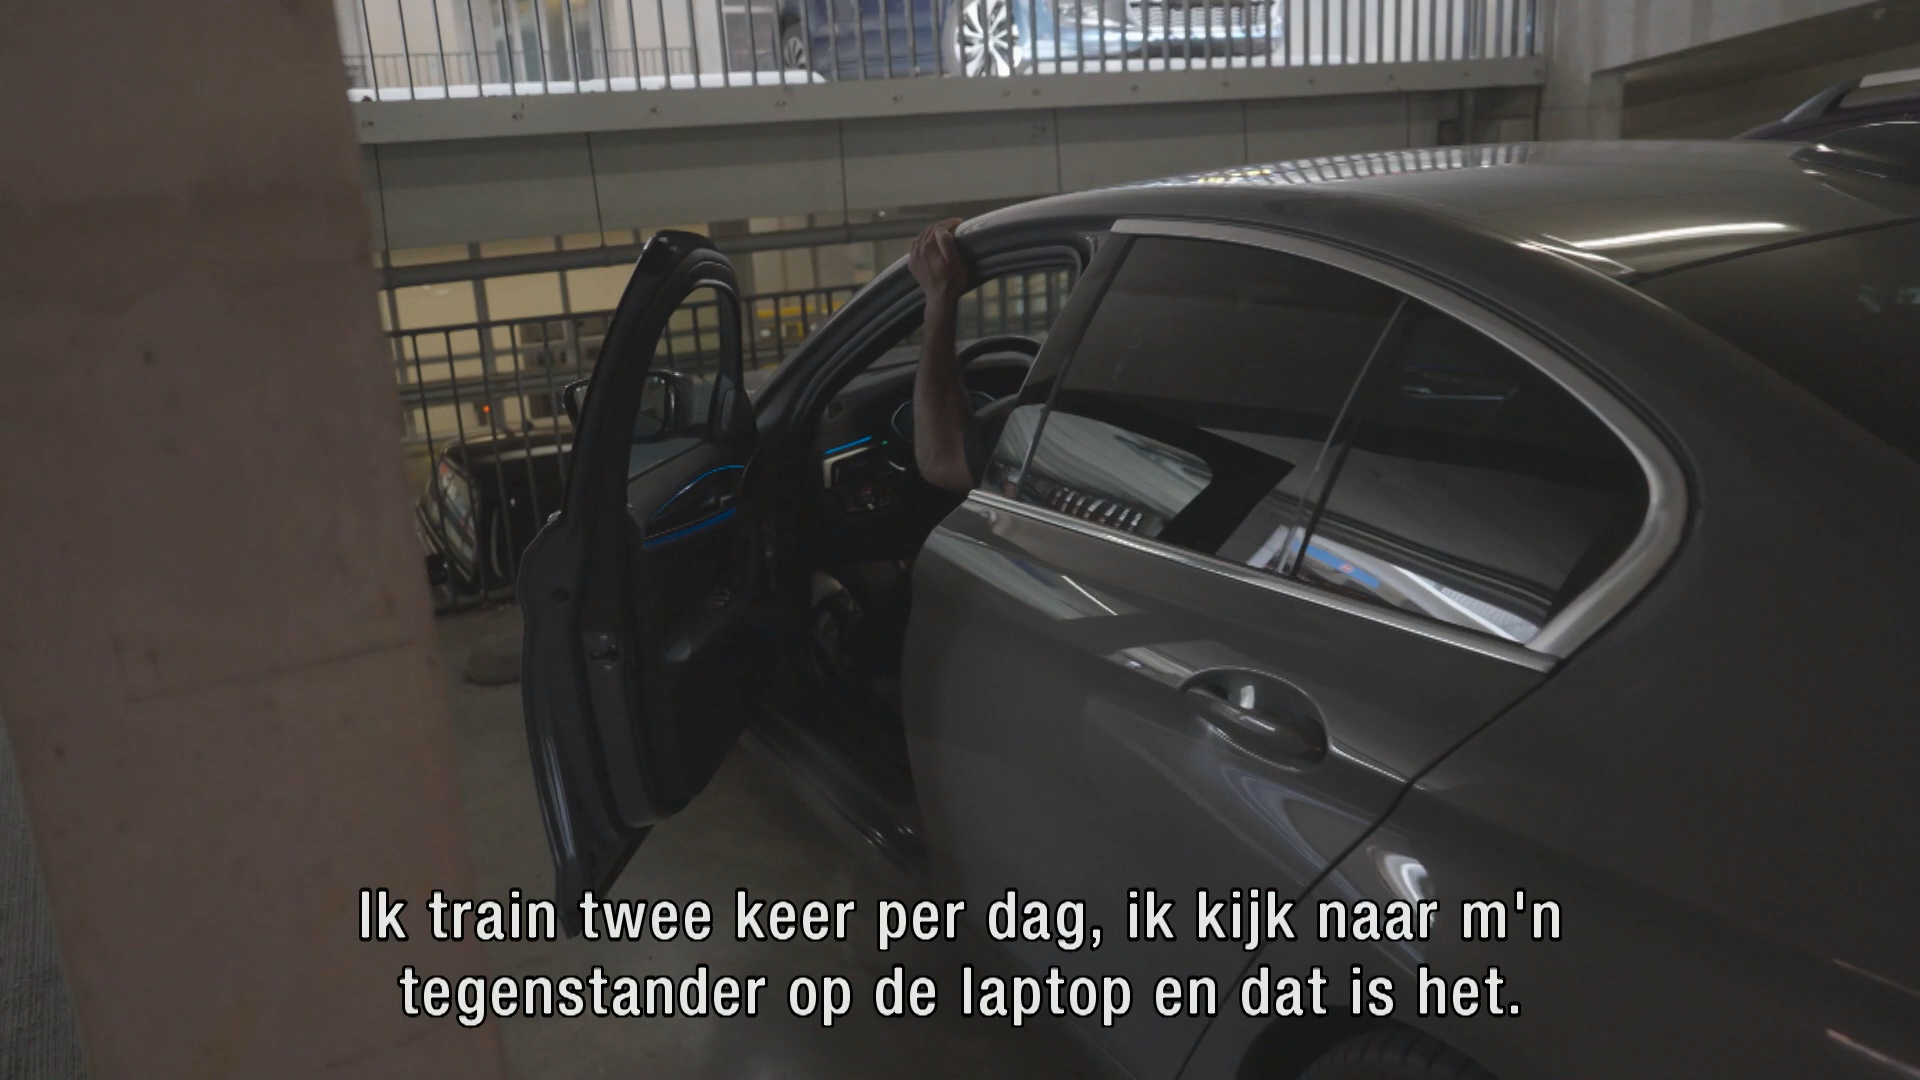 Ik train twee keer per dag, ik kijk naar m'n
tegenstander op de laptop en dat is het.